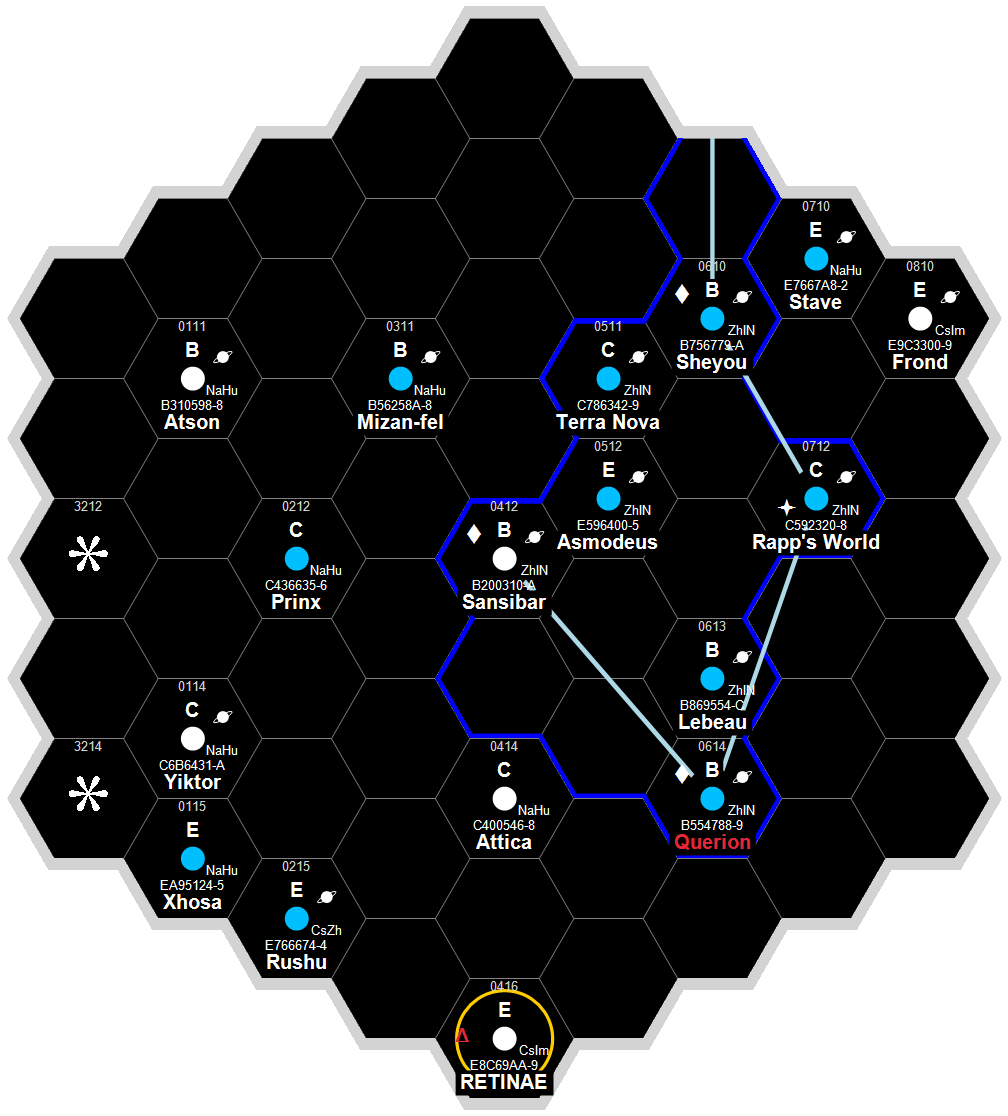 0710
E
NaHu
E7667A8-2
Stave
0610
B
ZhIN
B756779-A
Sheyou
0810
E
CsIm
E9C3300-9
Frond
0111
B
NaHu
B310598-8
Atson
0311
B
NaHu
B56258A-8
Mizan-fel
0511
C
ZhIN
C786342-9
Terra Nova
0512
E
ZhIN
E596400-5
Asmodeus
0712
C
ZhIN
C592320-8
Rapp's World
3212
0212
C
NaHu
C436635-6
Prinx
0412
B
ZhIN
B200310-A
Sansibar
0613
B
ZhIN
B869554-C
Lebeau
0114
C
NaHu
C6B6431-A
Yiktor
3214
0414
C
NaHu
C400546-8
Attica
0614
B
ZhIN
B554788-9
Querion
0115
E
NaHu
EA95124-5
Xhosa
0215
E
CsZh
E766674-4
Rushu
0416
E
Δ
CsIm
E8C69AA-9
RETINAE